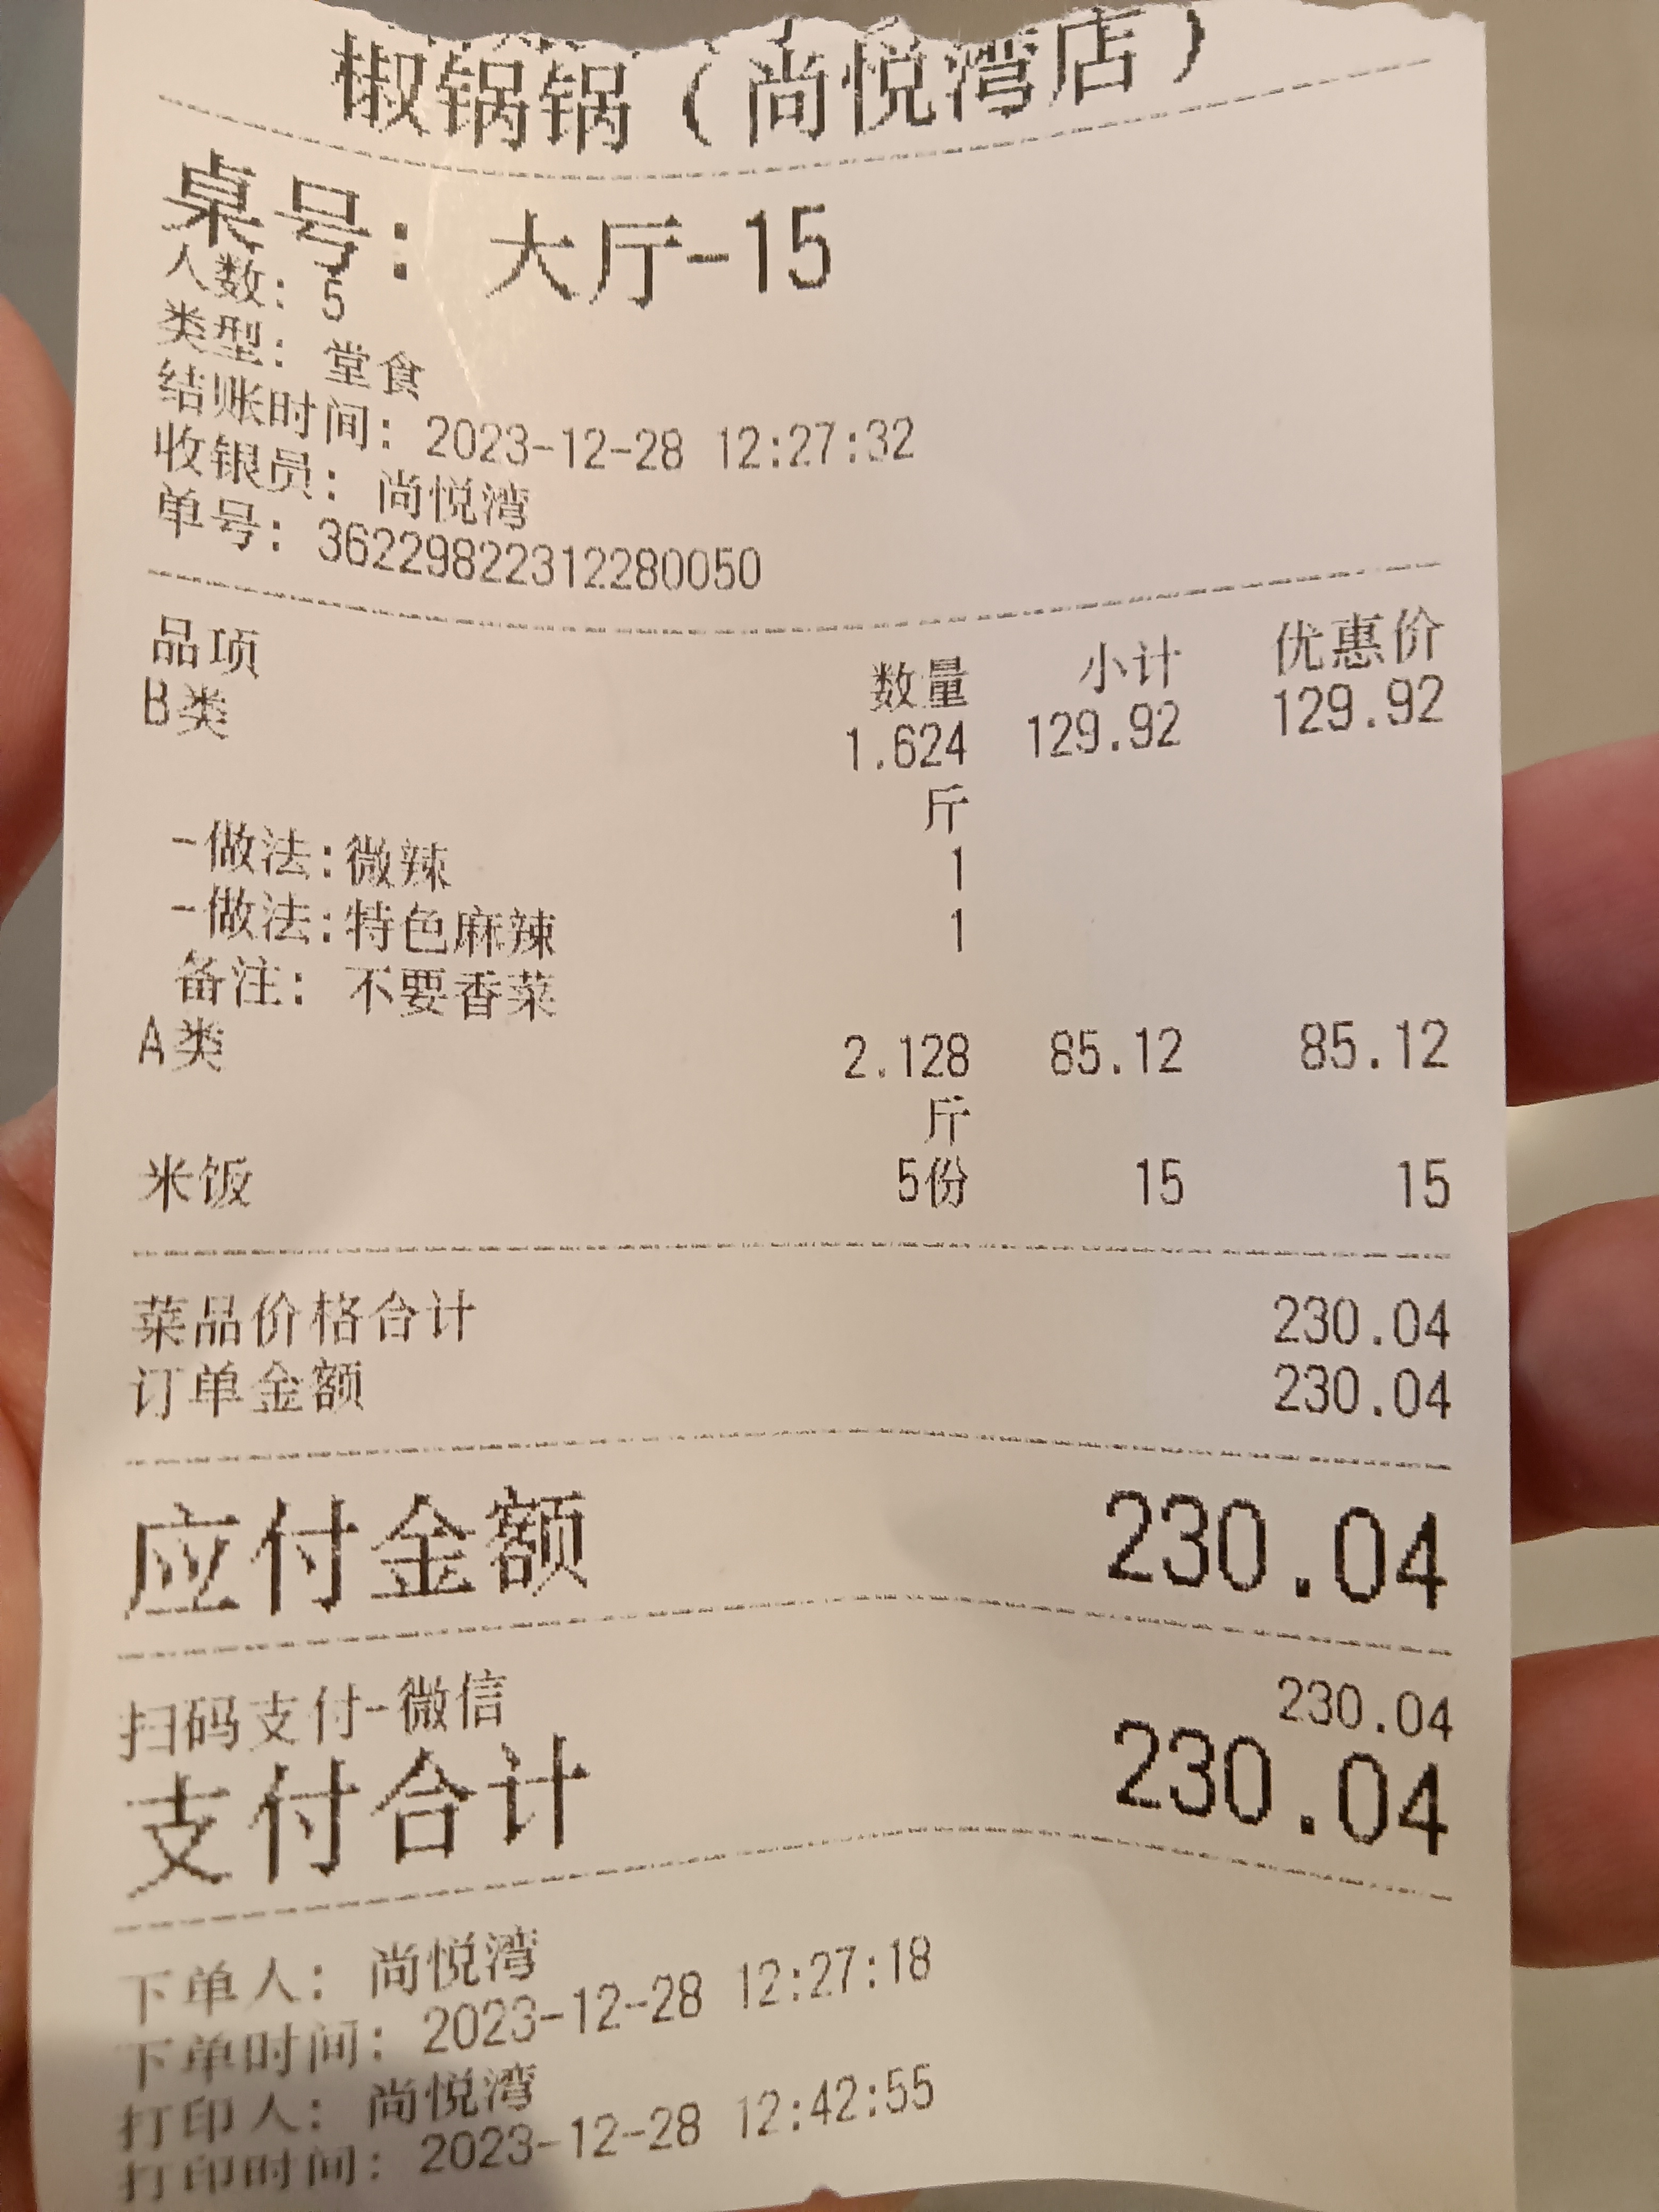 椒锅锅（尚悦湾店）
桌号：大厅-15
人数：5
类型：堂食
结账时间：2023-12-28 12:27:32
收银员：尚悦湾
单号：36229822312280050
品项 数量 小计 优惠价
B类 1.624 129.92 129.92
斤
-做法:微辣 1
-做法:特色麻辣 1
备注：不要香菜
A类 2.128 85.12 85.12
斤
米饭 5份 15 15
菜品价格合计 230.04
订单金额 230.04
应付金额 230.04
扫码支付-微信 230.04
支付合计 230.04
下单人：尚悦湾
下单时间：2023-12-28 12:27:18
打印人：尚悦湾
打印时间：2023-12-28 12:42:55